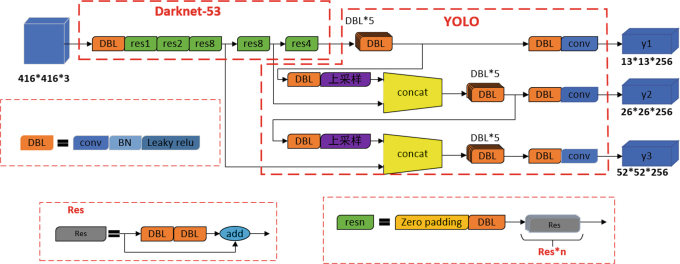 Darknet-53
YOLO
DBL*5
DBL res1 res2 res8 res8 res4 DBL DBL conv y1
416*416*3
13*13*256
DBL 上采样 concat DBL*5 DBL DBL conv y2
26*26*256
DBL 上采样 concat DBL*5 DBL DBL conv y3
52*52*256
DBL = conv BN Leaky relu
Res
Res = DBL DBL add
resn = Zero padding DBL Res
Res*n